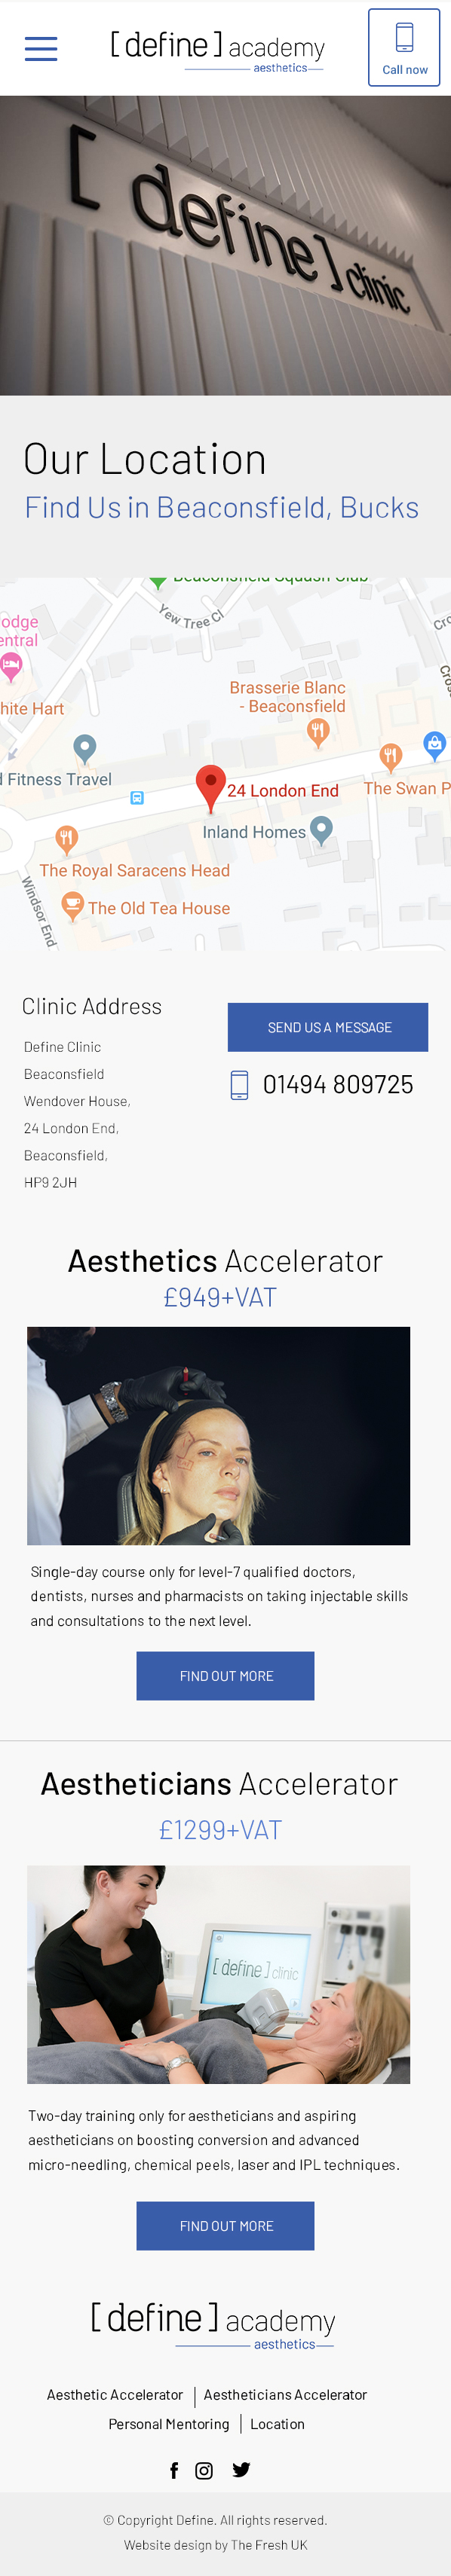 [ define ] academy
aesthetics
Call now
[ define ] clinic
Our Location
Find Us in Beaconsfield, Bucks
Beaconsfield Squash Club
Yew Tree Cl
odge
entral
Brasserie Blanc
- Beaconsfield
hite Hart
d Fitness Travel
24 London End
The Swan P
Inland Homes
The Royal Saracens Head
Windsor End
The Old Tea House
Clinic Address
SEND US A MESSAGE
Define Clinic
Beaconsfield
01494 809725
Wendover House,
24 London End,
Beaconsfield,
HP9 2JH
Aesthetics Accelerator
£949+VAT
Single-day course only for level-7 qualified doctors,
dentists, nurses and pharmacists on taking injectable skills
and consultations to the next level.
FIND OUT MORE
Aestheticians Accelerator
£1299+VAT
[ define ] clinic
Two-day training only for aestheticians and aspiring
aestheticians on boosting conversion and advanced
micro-needling, chemical peels, laser and IPL techniques.
FIND OUT MORE
[ define ] academy
aesthetics
Aesthetic Accelerator | Aestheticians Accelerator
Personal Mentoring | Location
© Copyright Define. All rights reserved.
Website design by The Fresh UK